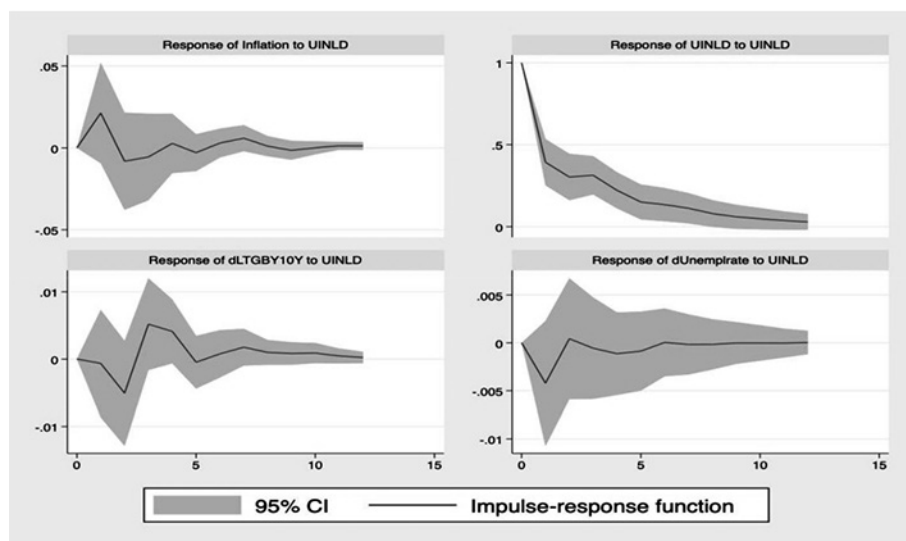 Response of Inflation to UINLD
.05
0
-.05
Response of UINLD to UINLD
1
.5
0
Response of dLTGBY10Y to UINLD
.01
0
-.01
0 5 10 15
Response of dUnemplrate to UINLD
.005
0
-.005
-.01
0 5 10 15
95% CI Impulse-response function